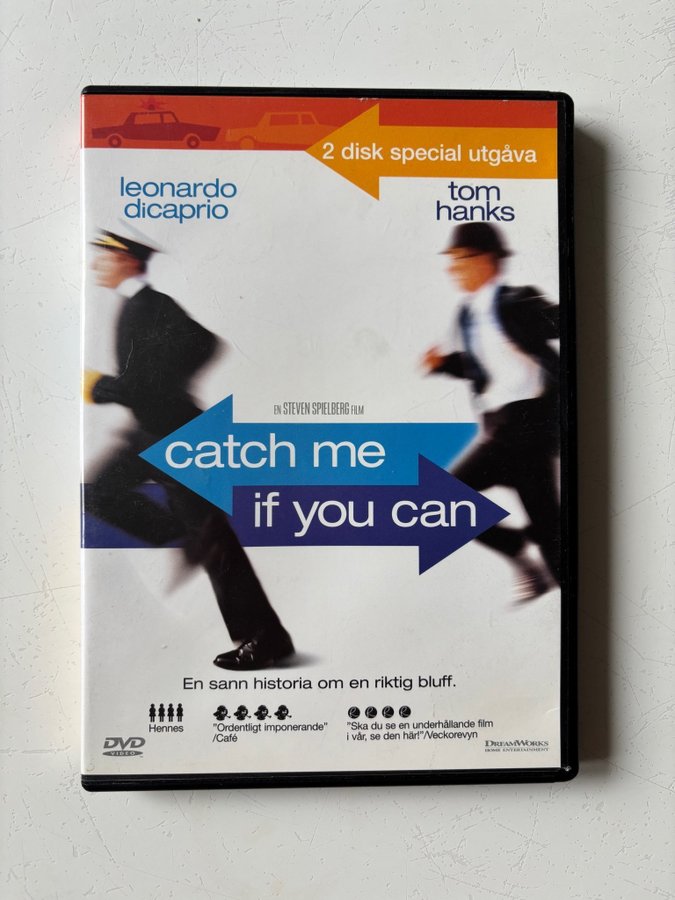 2 disk special utgåva
leonardo
dicaprio
tom
hanks
EN STEVEN SPIELBERG FILM
catch me
if you can
En sann historia om en riktig bluff.
Hennes
"Ordentligt imponerande"
/Café
"Ska du se en underhållande film
i vår, se den här!"/Veckorevyn
DVD
VIDEO
DREAMWORKS
HOME ENTERTAINMENT